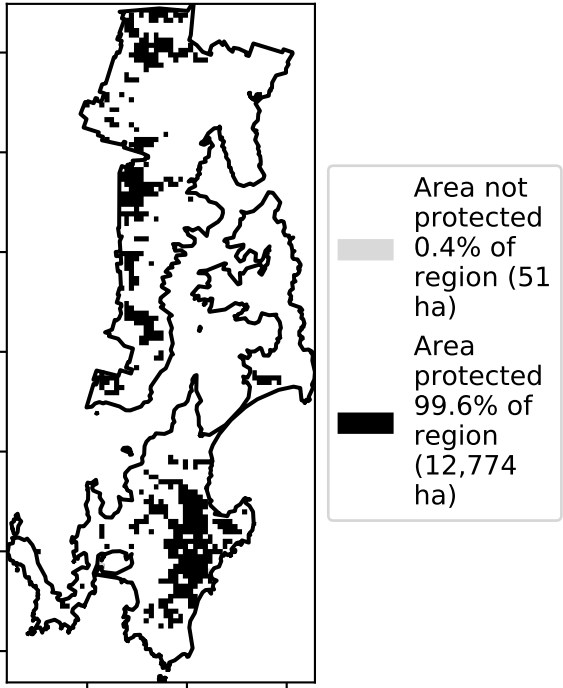 Area not
protected
0.4% of
region (51
ha)
Area
protected
99.6% of
region
(12,774
ha)